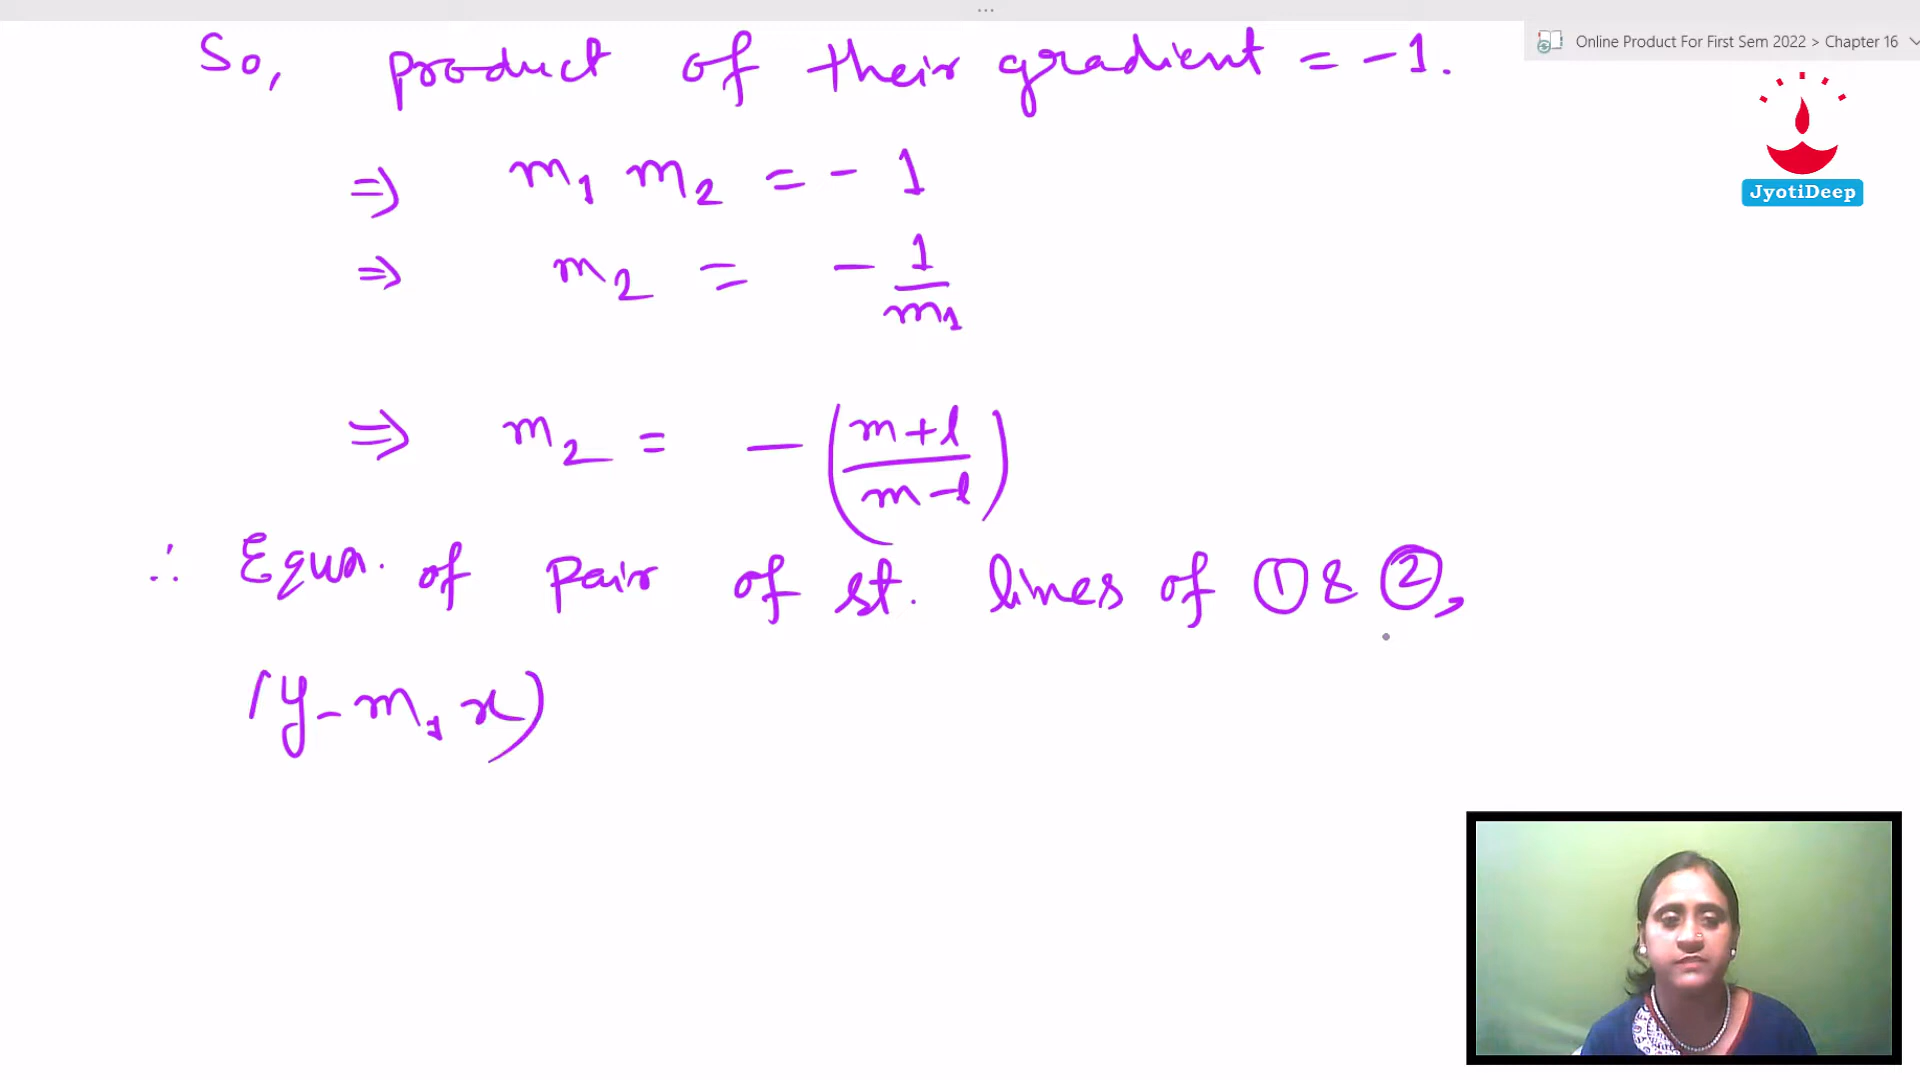 ...
Online Product For First Sem 2022 > Chapter 16
So, product of their gradient = -1.
JyotiDeep
⇒ m₁ m₂ = - 1
⇒ m₂ = - 1/m₁
⇒ m₂ = - (m+l/m-l)
∴ Equn. of pair of st. lines of ① & ②,
(y - m₁x)